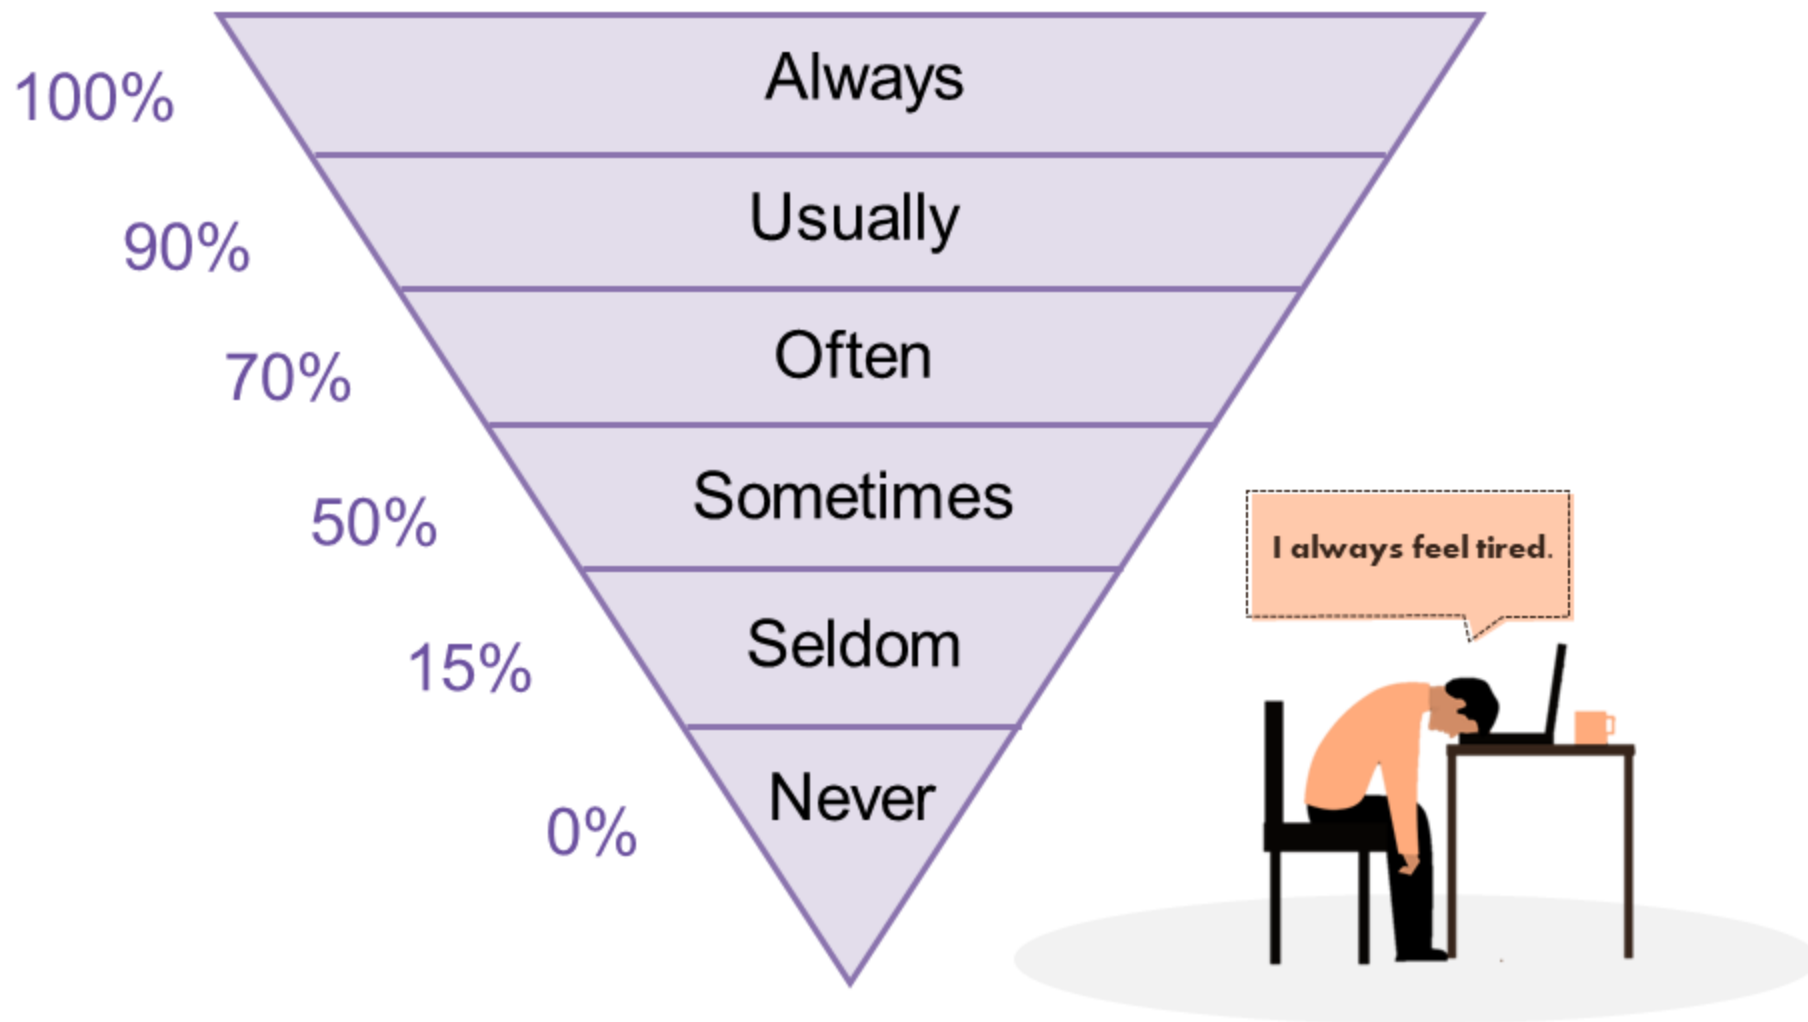 100% Always
90% Usually
70% Often
50% Sometimes
15% Seldom
0% Never
I always feel tired.